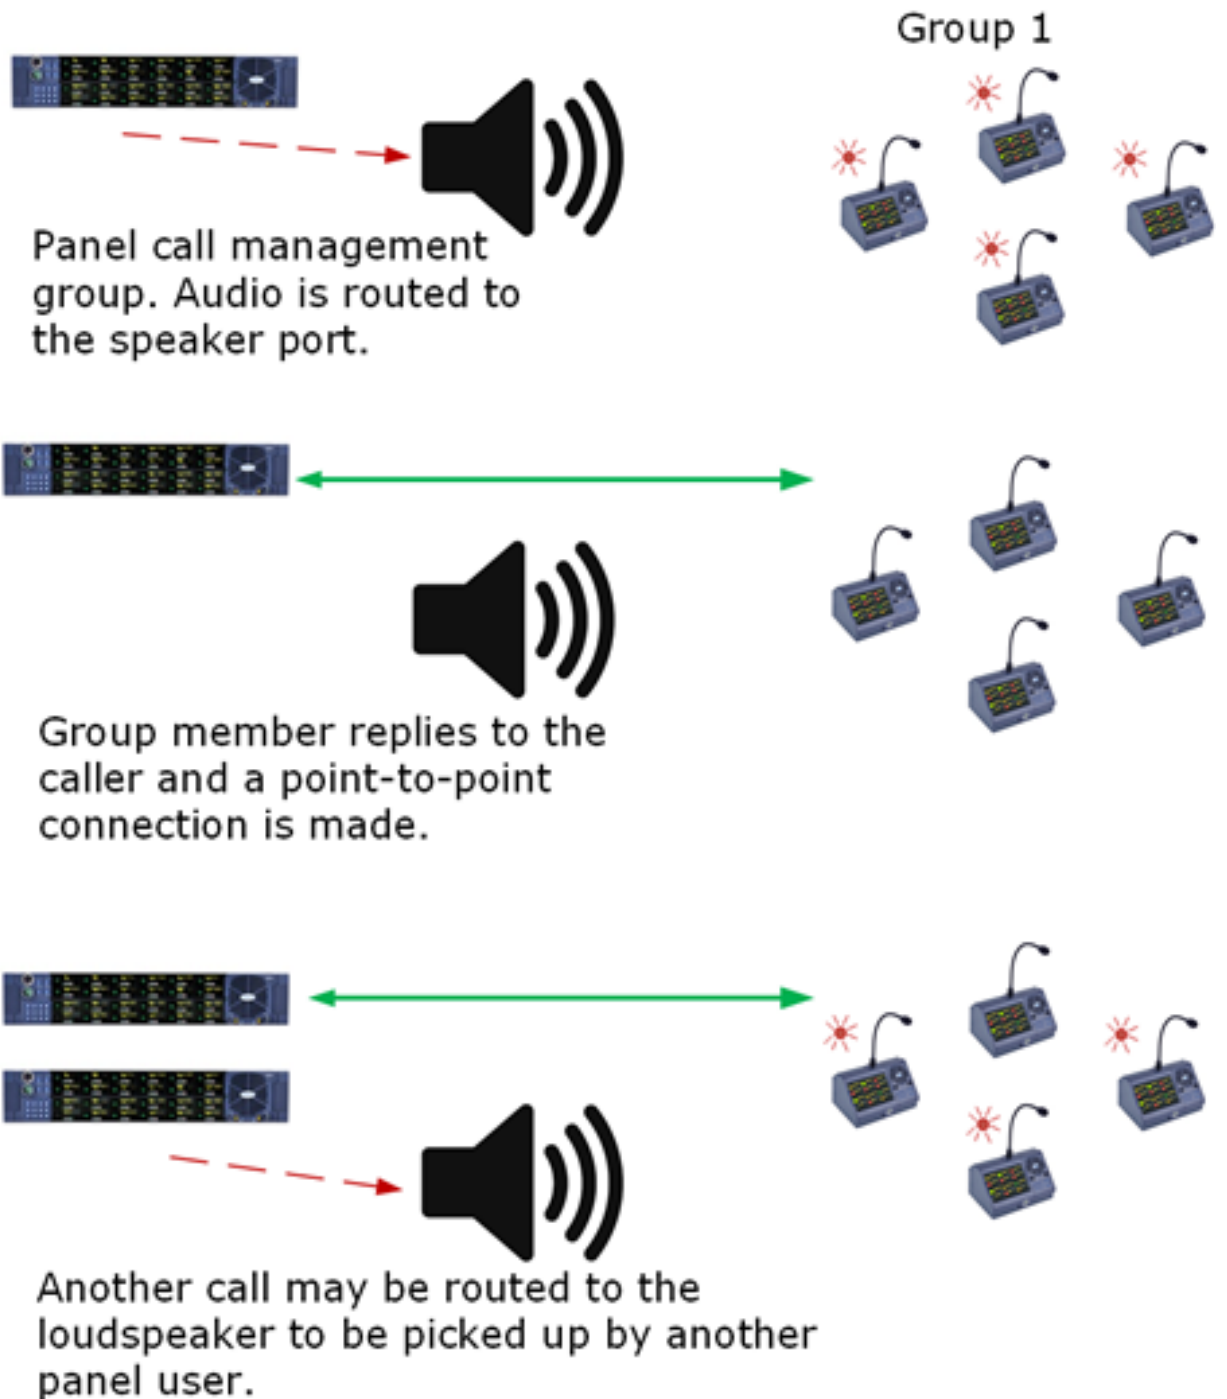 Group 1
Panel call management
group. Audio is routed to
the speaker port.
Group member replies to the
caller and a point-to-point
connection is made.
Another call may be routed to the
loudspeaker to be picked up by another
panel user.